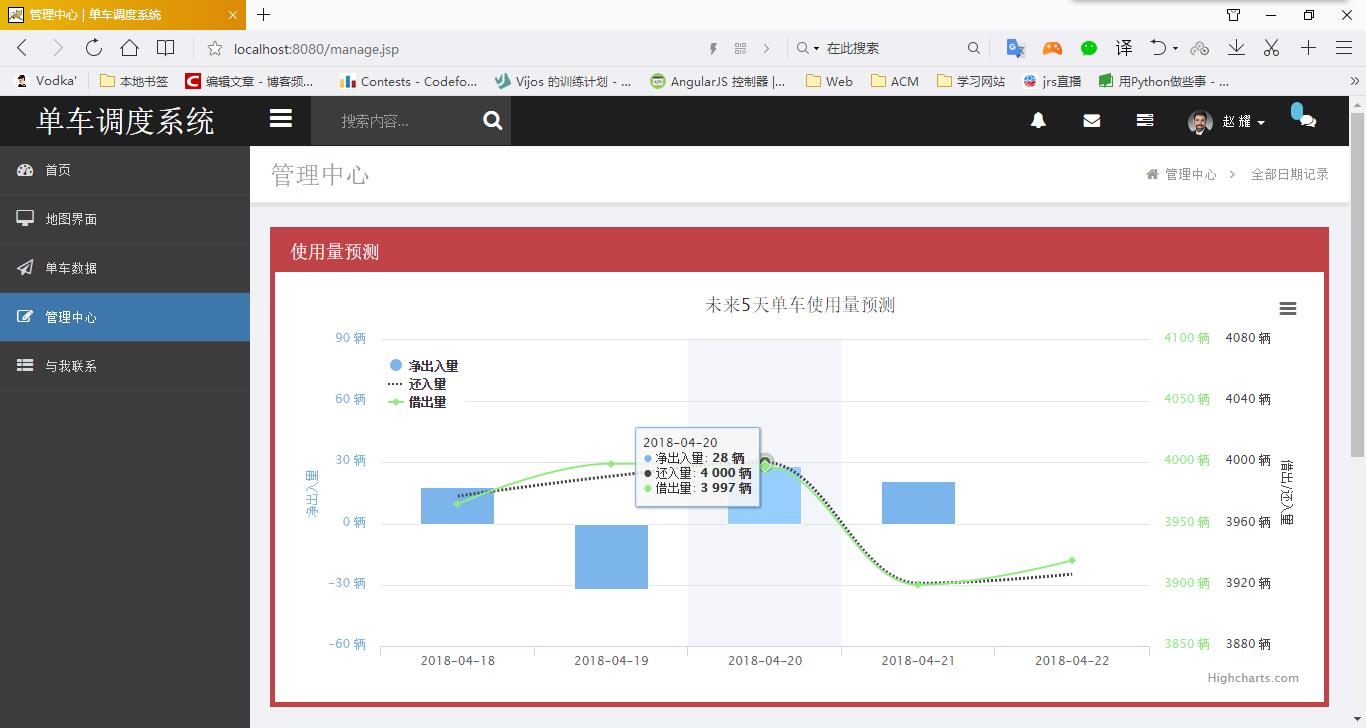 管理中心 | 单车调度系统
localhost:8080/manage.jsp
在此搜索
译
Vodka'
本地书签
编辑文章 - 博客频...
Contests - Codefo...
Vijos 的训练计划 - ...
AngularJS 控制器 |...
Web
ACM
学习网站
jrs直播
用Python做些事 - ...
单车调度系统
搜索内容...
赵 耀
首页
地图界面
单车数据
管理中心
与我联系
管理中心
管理中心 > 全部日期记录
使用量预测
未来5天单车使用量预测
90 辆
60 辆
30 辆
0 辆
-30 辆
-60 辆
净出入量
净出入量
还入量
借出量
2018-04-20
净出入量: 28 辆
还入量: 4 000 辆
借出量: 3 997 辆
4100 辆
4050 辆
4000 辆
3950 辆
3900 辆
3850 辆
4080 辆
4040 辆
4000 辆
3960 辆
3920 辆
3880 辆
借出/还入量
2018-04-18
2018-04-19
2018-04-20
2018-04-21
2018-04-22
Highcharts.com